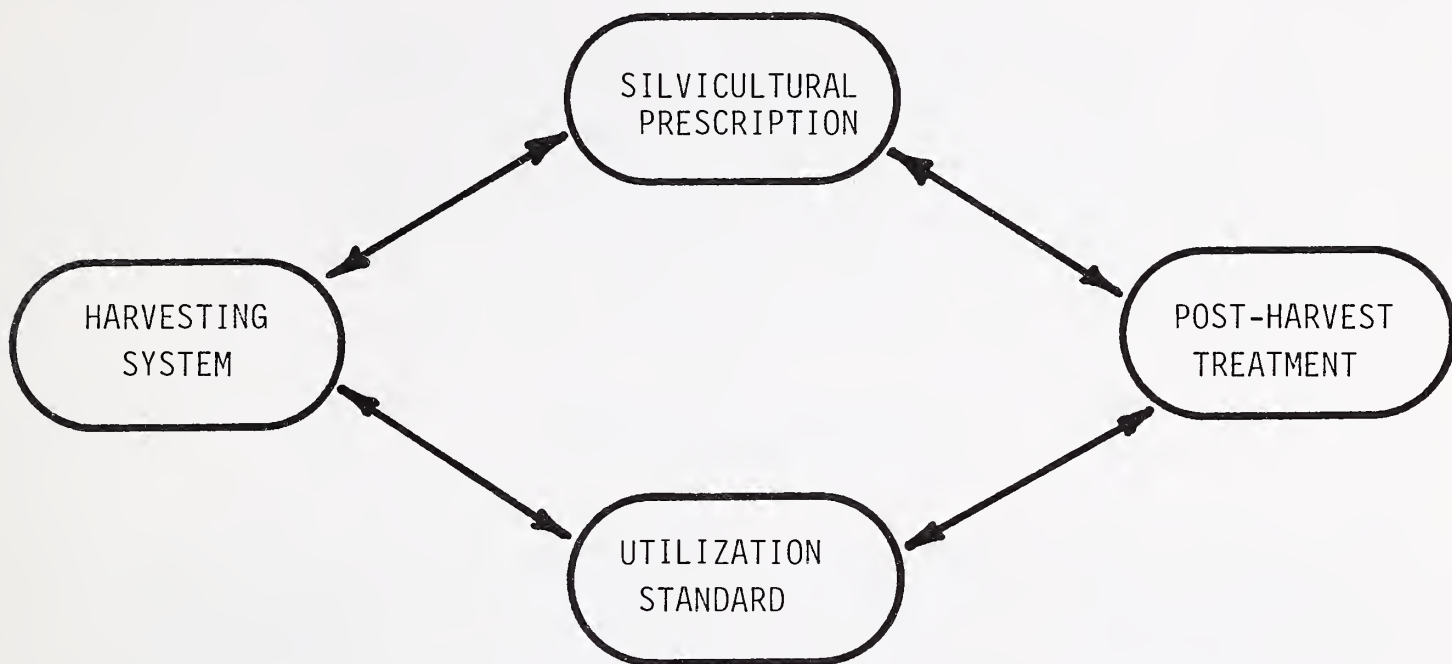 SILVICULTURAL
PRESCRIPTION
HARVESTING
SYSTEM
POST-HARVEST
TREATMENT
UTILIZATION
STANDARD